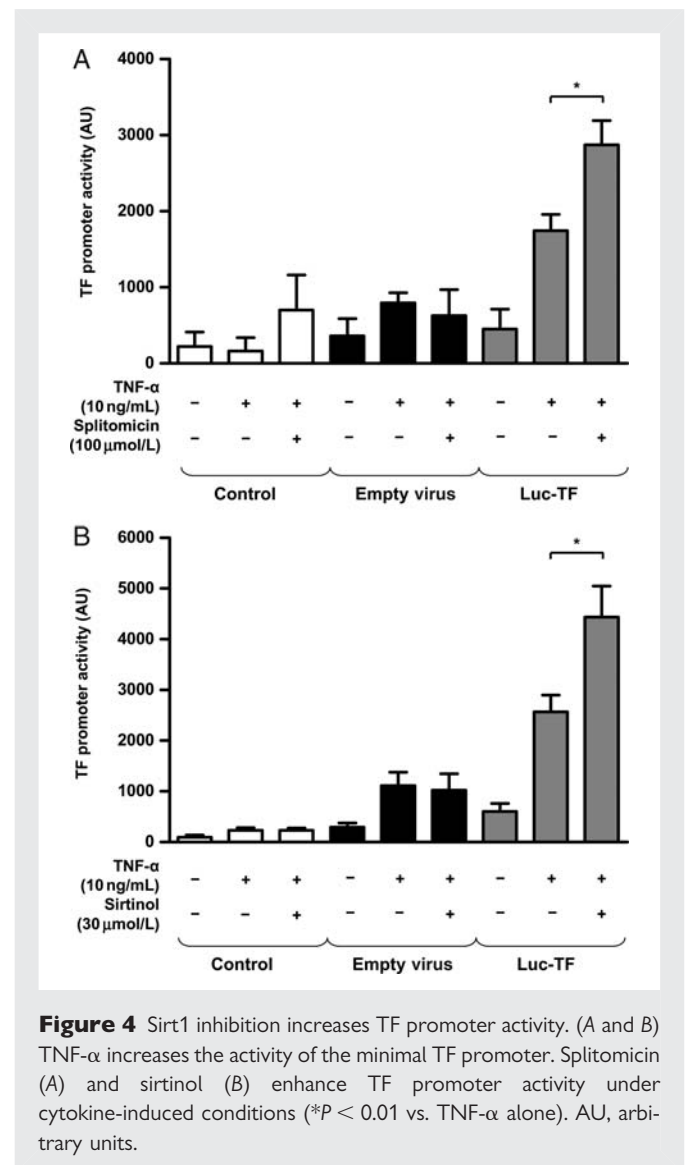 A
4000
3000
2000
1000
0
TF promoter activity (AU)
*
TNF-α
(10 ng/mL) – + + – + + – + +
Splitomicin
(100 μmol/L) – – + – – + – – +
Control Empty virus Luc-TF
B
6000
5000
4000
3000
2000
1000
0
TF promoter activity (AU)
*
TNF-α
(10 ng/mL) – + + – + + – + +
Sirtinol
(30 μmol/L) – – + – – + – – +
Control Empty virus Luc-TF
Figure 4 Sirt1 inhibition increases TF promoter activity. (A and B)
TNF-α increases the activity of the minimal TF promoter. Splitomicin
(A) and sirtinol (B) enhance TF promoter activity under
cytokine-induced conditions (*P < 0.01 vs. TNF-α alone). AU, arbi-
trary units.